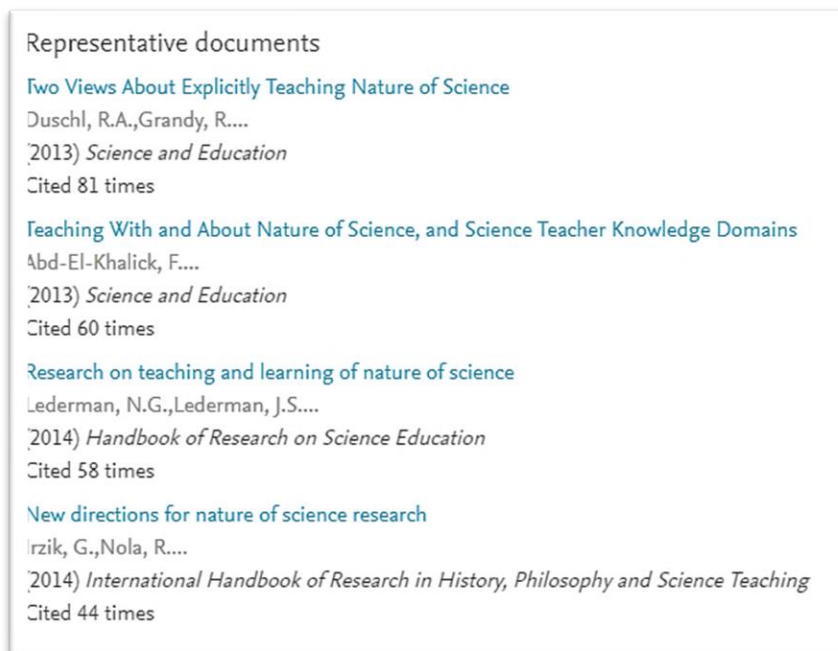 Representative documents
Two Views About Explicitly Teaching Nature of Science
Duschl, R.A.,Grandy, R....
(2013) Science and Education
Cited 81 times
Teaching With and About Nature of Science, and Science Teacher Knowledge Domains
Abd-El-Khalick, F....
(2013) Science and Education
Cited 60 times
Research on teaching and learning of nature of science
Lederman, N.G.,Lederman, J.S....
(2014) Handbook of Research on Science Education
Cited 58 times
New directions for nature of science research
Irzik, G.,Nola, R....
(2014) International Handbook of Research in History, Philosophy and Science Teaching
Cited 44 times